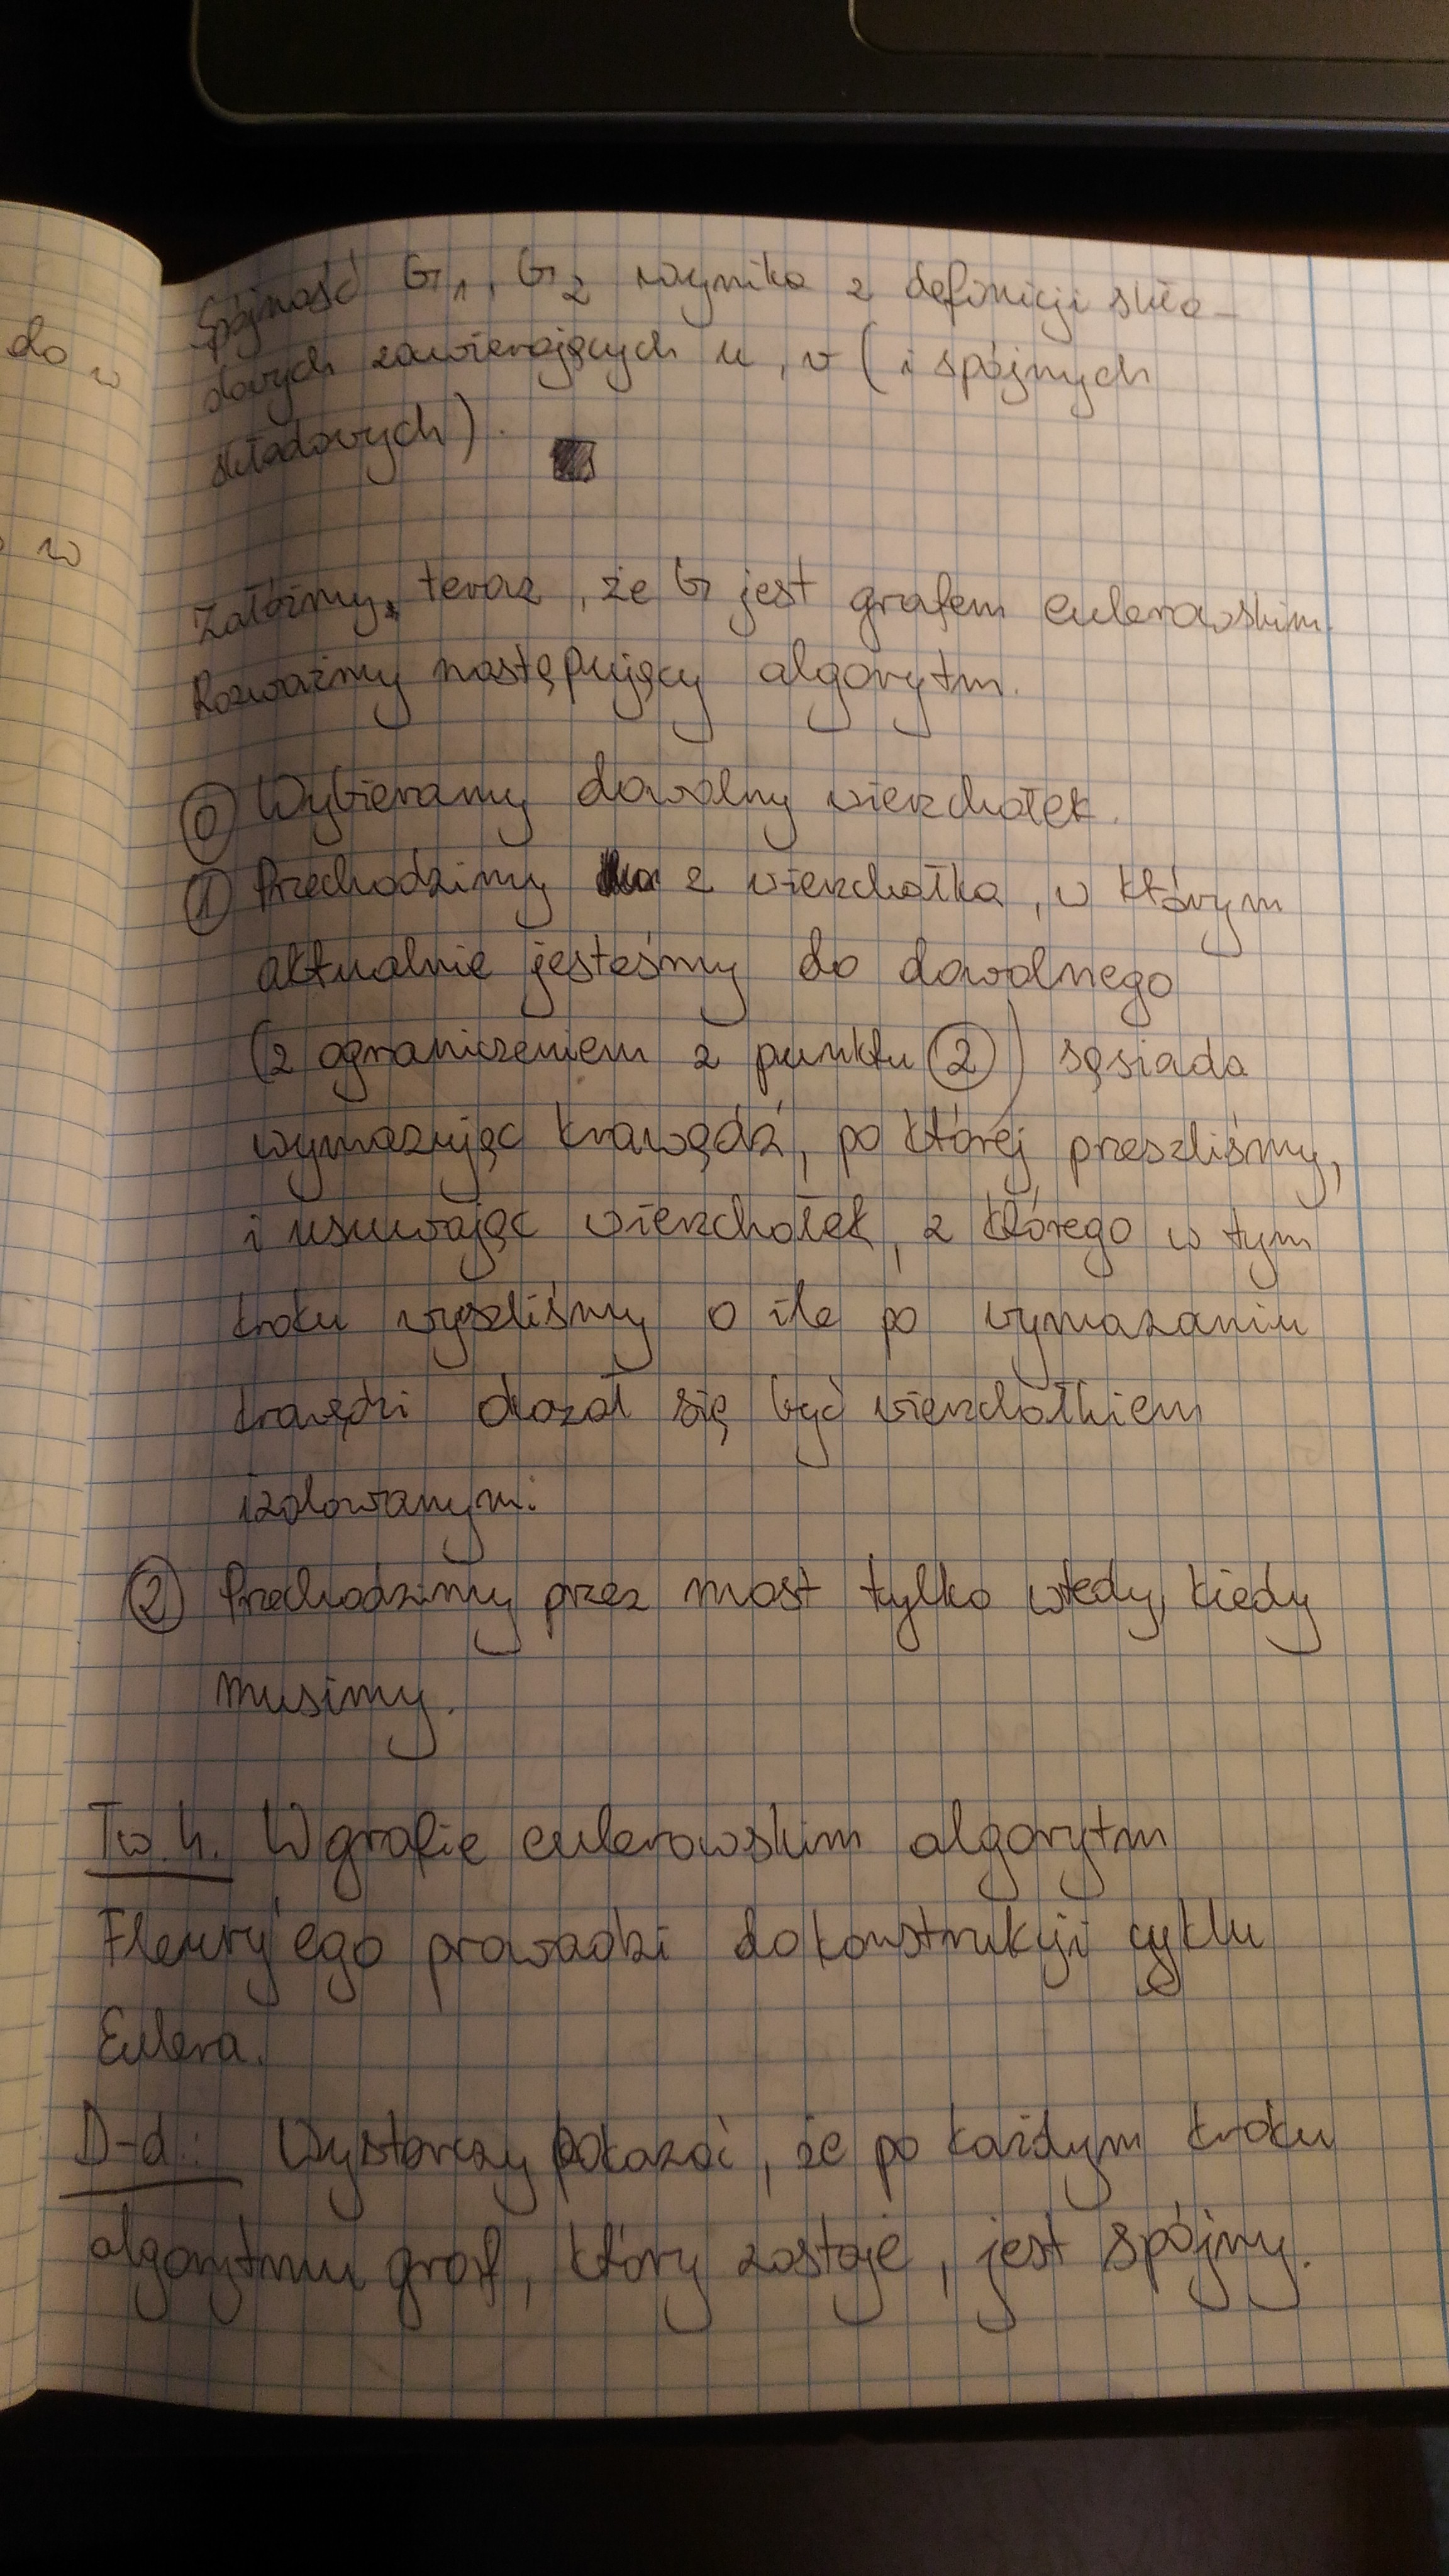 do w
w
Spójność G₁, G₂ wynika z definicji skła-
dowych zawierających u, v (i spójnych
składowych).
Załóżmy, teraz, że G jest grafem eulerowskim.
Rozważmy następujący algorytm.
⓪ Wybieramy dowolny wierzchołek.
① Przechodzimy z wierzchołka, w którym
aktualnie jesteśmy do dowolnego
(z ograniczeniem z punktu ②) sąsiada
wymazując krawędź, po której przeszliśmy,
i usuwając wierzchołek, z którego w tym
kroku wyszliśmy o ile po wymazaniu
krawędzi okazał się być wierzchołkiem
izolowanym.
② Przechodzimy przez most tylko wtedy, kiedy
musimy.
Tw. 4. W grafie eulerowskim algorytm
Fleury'ego prowadzi do konstrukcji cyklu
Eulera.
D-d.: Wystarczy pokazać, że po każdym kroku
algorytmu graf, który zostaje, jest spójny.